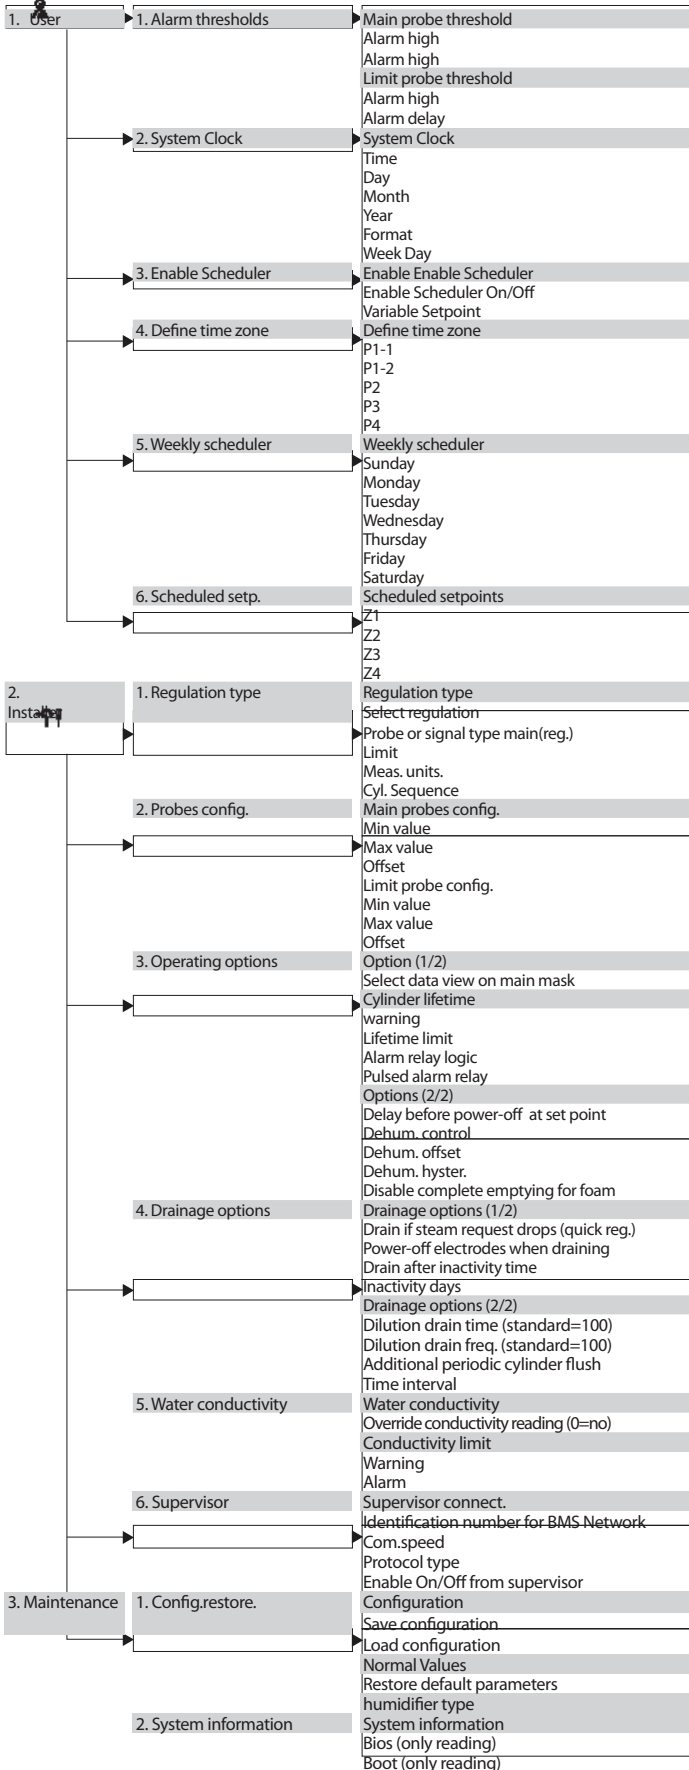 1. User
1. Alarm thresholds
Main probe threshold
Alarm high
Alarm high
Limit probe threshold
Alarm high
Alarm delay
2. System Clock
System Clock
Time
Day
Month
Year
Format
Week Day
3. Enable Scheduler
Enable Enable Scheduler
Enable Scheduler On/Off
Variable Setpoint
4. Define time zone
Define time zone
P1-1
P1-2
P2
P3
P4
5. Weekly scheduler
Weekly scheduler
Sunday
Monday
Tuesday
Wednesday
Thursday
Friday
Saturday
6. Scheduled setp.
Scheduled setpoints
Z1
Z2
Z3
Z4
2.
Installer
1. Regulation type
Regulation type
Select regulation
Probe or signal type main(reg.)
Limit
Meas. units.
Cyl. Sequence
2. Probes config.
Main probes config.
Min value
Max value
Offset
Limit probe config.
Min value
Max value
Offset
3. Operating options
Option (1/2)
Select data view on main mask
Cylinder lifetime
warning
Lifetime limit
Alarm relay logic
Pulsed alarm relay
Options (2/2)
Delay before power-off at set point
Dehum. control
Dehum. offset
Dehum. hyster.
Disable complete emptying for foam
4. Drainage options
Drainage options (1/2)
Drain if steam request drops (quick reg.)
Power-off electrodes when draining
Drain after inactivity time
Inactivity days
Drainage options (2/2)
Dilution drain time (standard=100)
Dilution drain freq. (standard=100)
Additional periodic cylinder flush
Time interval
5. Water conductivity
Water conductivity
Override conductivity reading (0=no)
Conductivity limit
Warning
Alarm
6. Supervisor
Supervisor connect.
Identification number for BMS Network
Com.speed
Protocol type
Enable On/Off from supervisor
3. Maintenance
1. Config.restore.
Configuration
Save configuration
Load configuration
Normal Values
Restore default parameters
humidifier type
2. System information
System information
Bios (only reading)
Boot (only reading)